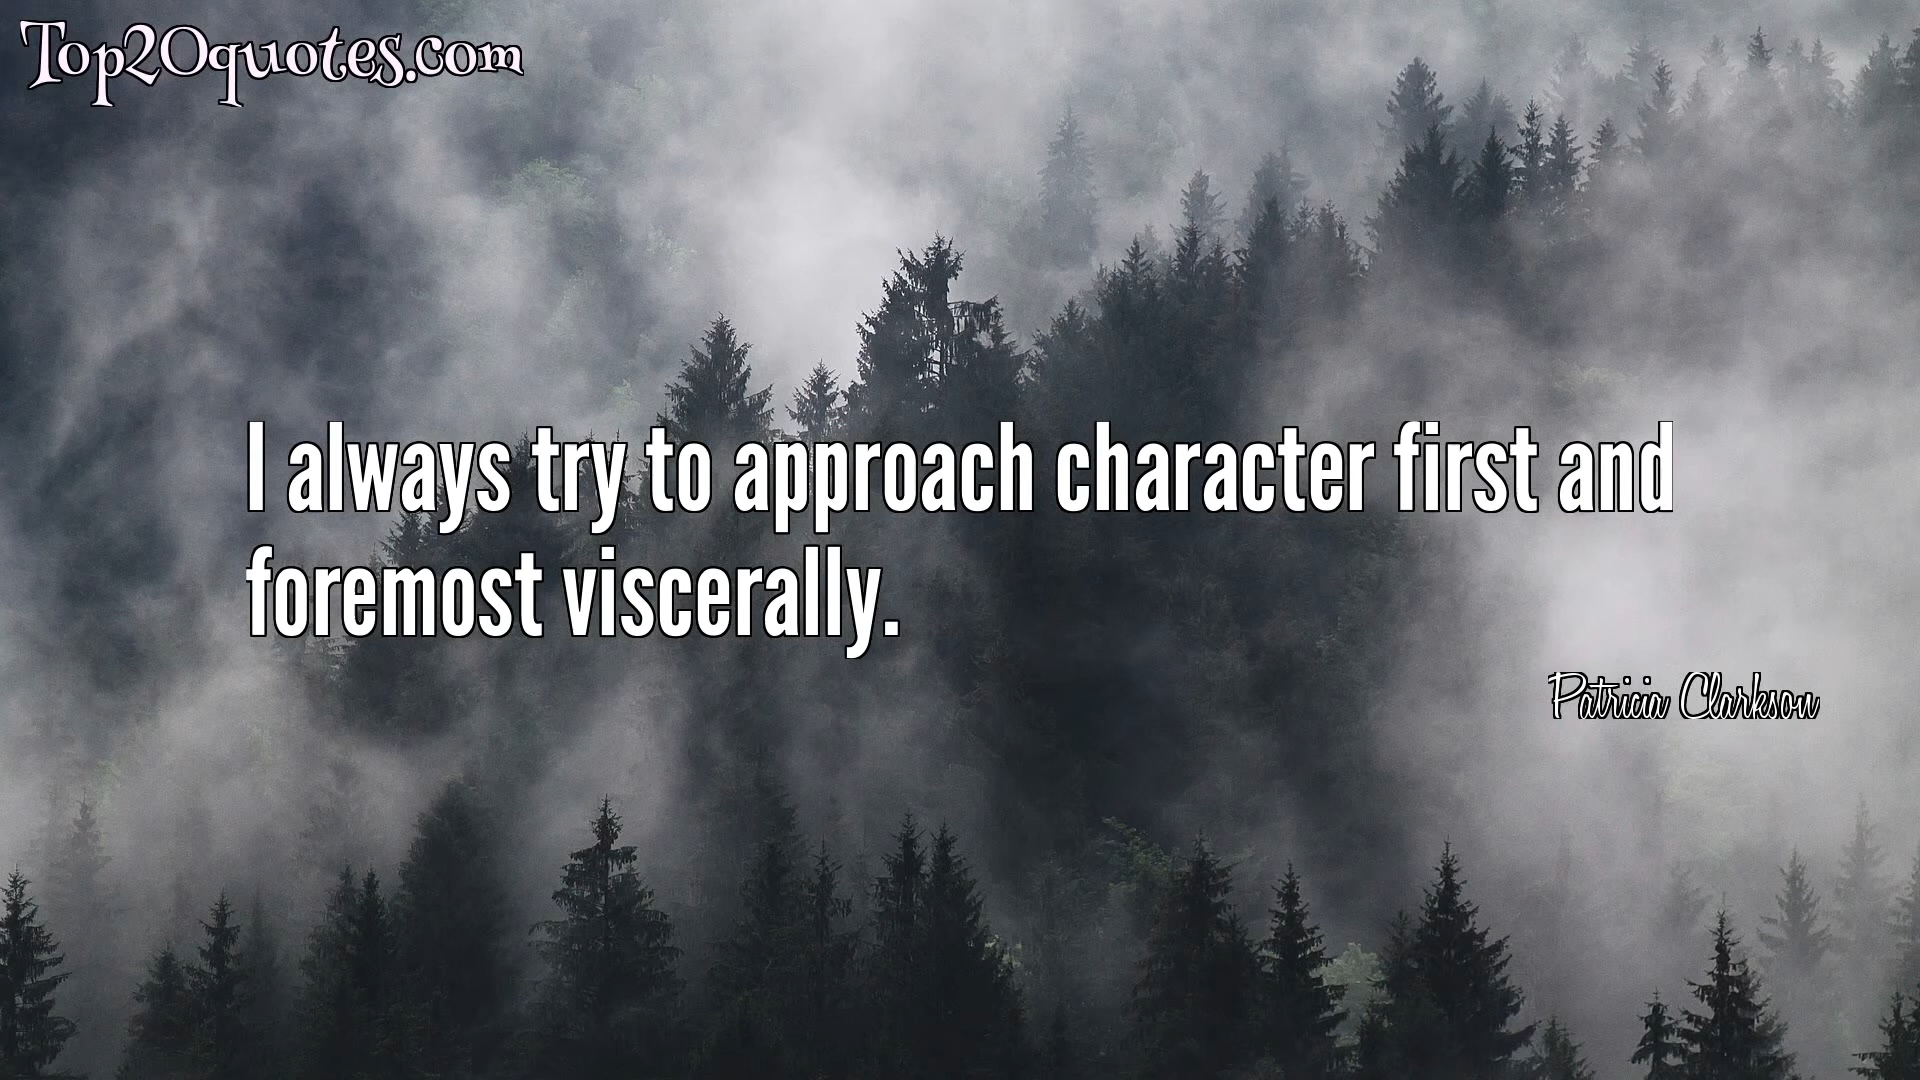 Top20quotes.com
I always try to approach character first and
foremost viscerally.
Patricia Clarkson